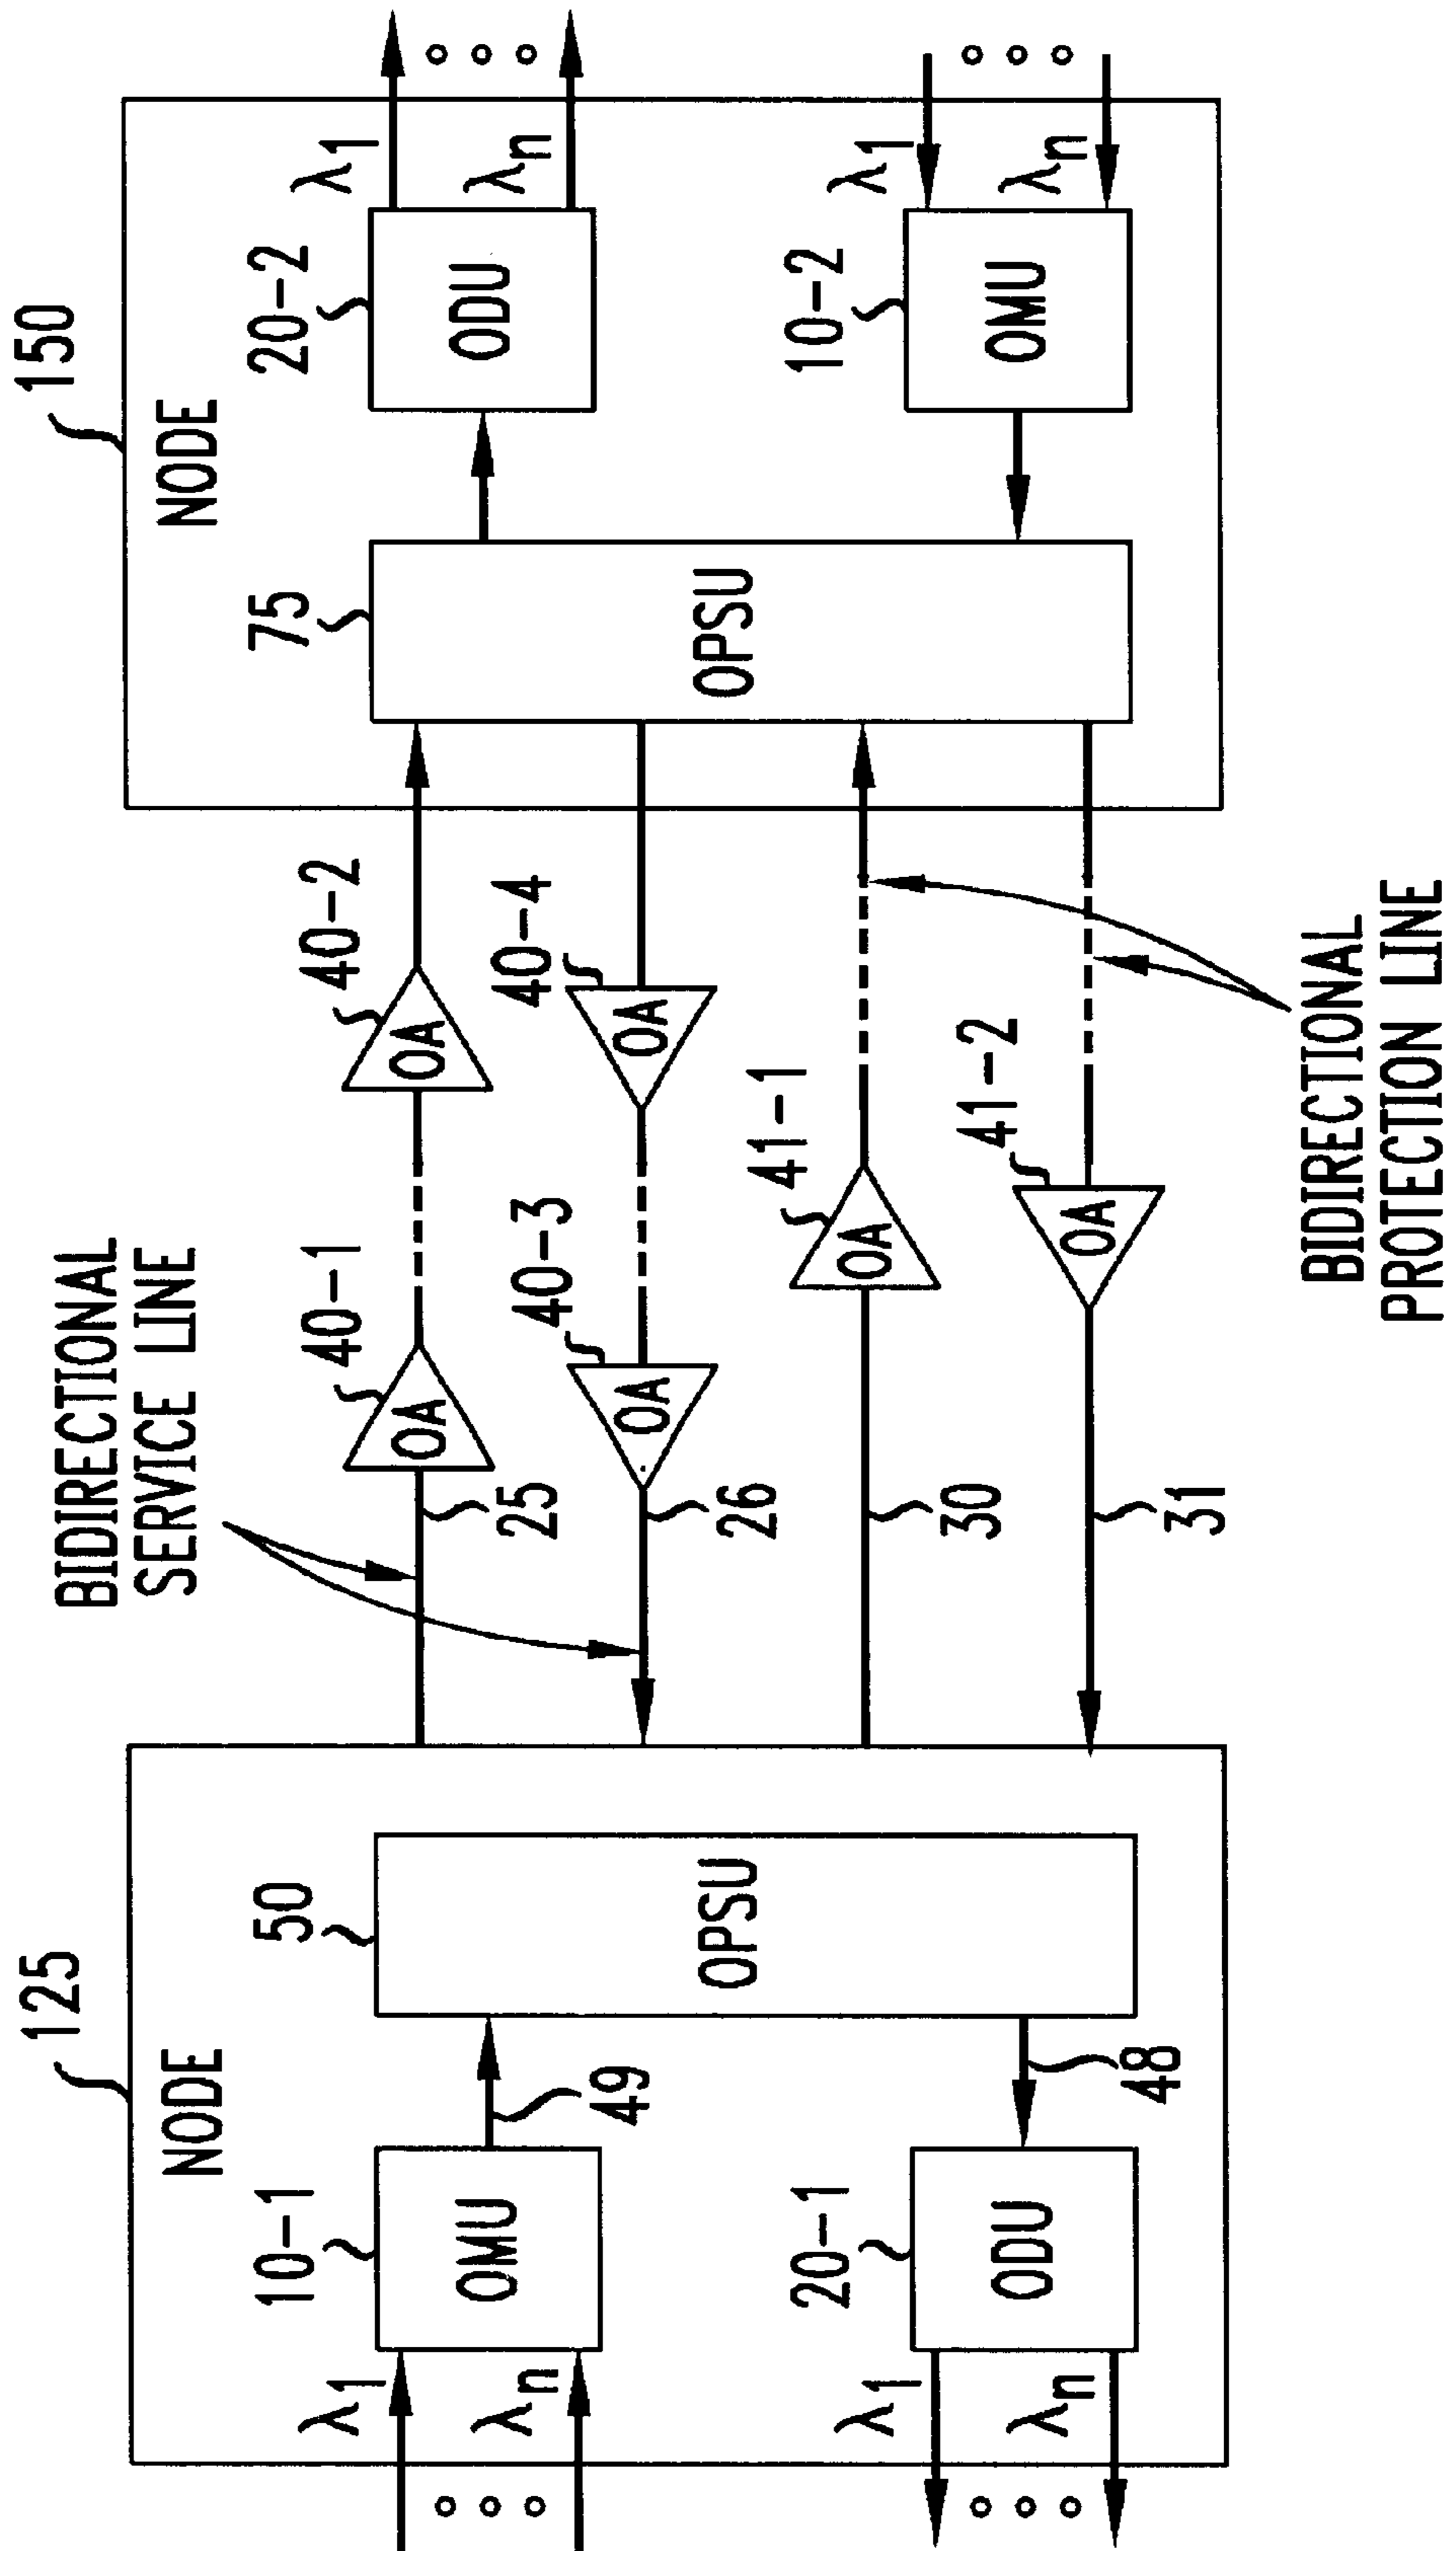 125
NODE
10-1
OMU
λ1
λn
49
50
OPSU
20-1
ODU
λ1
λn
48
BIDIRECTIONAL
SERVICE LINE
25
40-1
OA
40-2
OA
26
40-3
OA
40-4
OA
30
41-1
OA
31
41-2
OA
BIDIRECTIONAL
PROTECTION LINE
150
NODE
75
OPSU
20-2
ODU
λ1
λn
10-2
OMU
λ1
λn